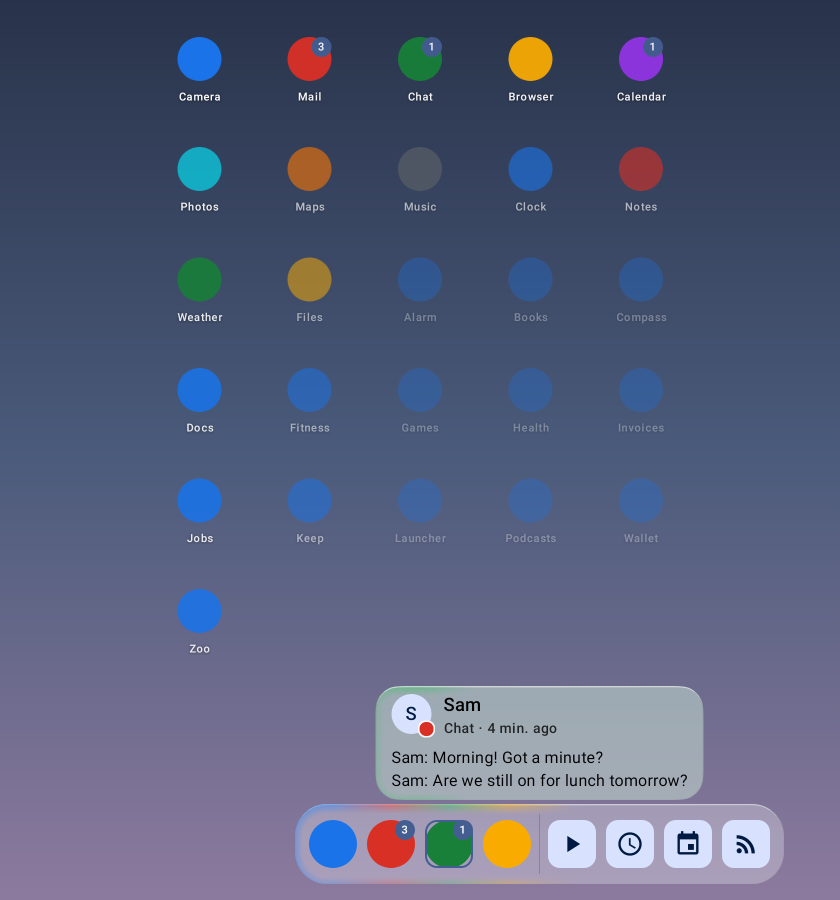 3
1
1
Camera
Mail
Chat
Browser
Calendar
Photos
Maps
Music
Clock
Notes
Weather
Files
Alarm
Books
Compass
Docs
Fitness
Games
Health
Invoices
Jobs
Keep
Launcher
Podcasts
Wallet
Zoo
S
Sam
Chat · 4 min. ago
Sam: Morning! Got a minute?
Sam: Are we still on for lunch tomorrow?
3
1